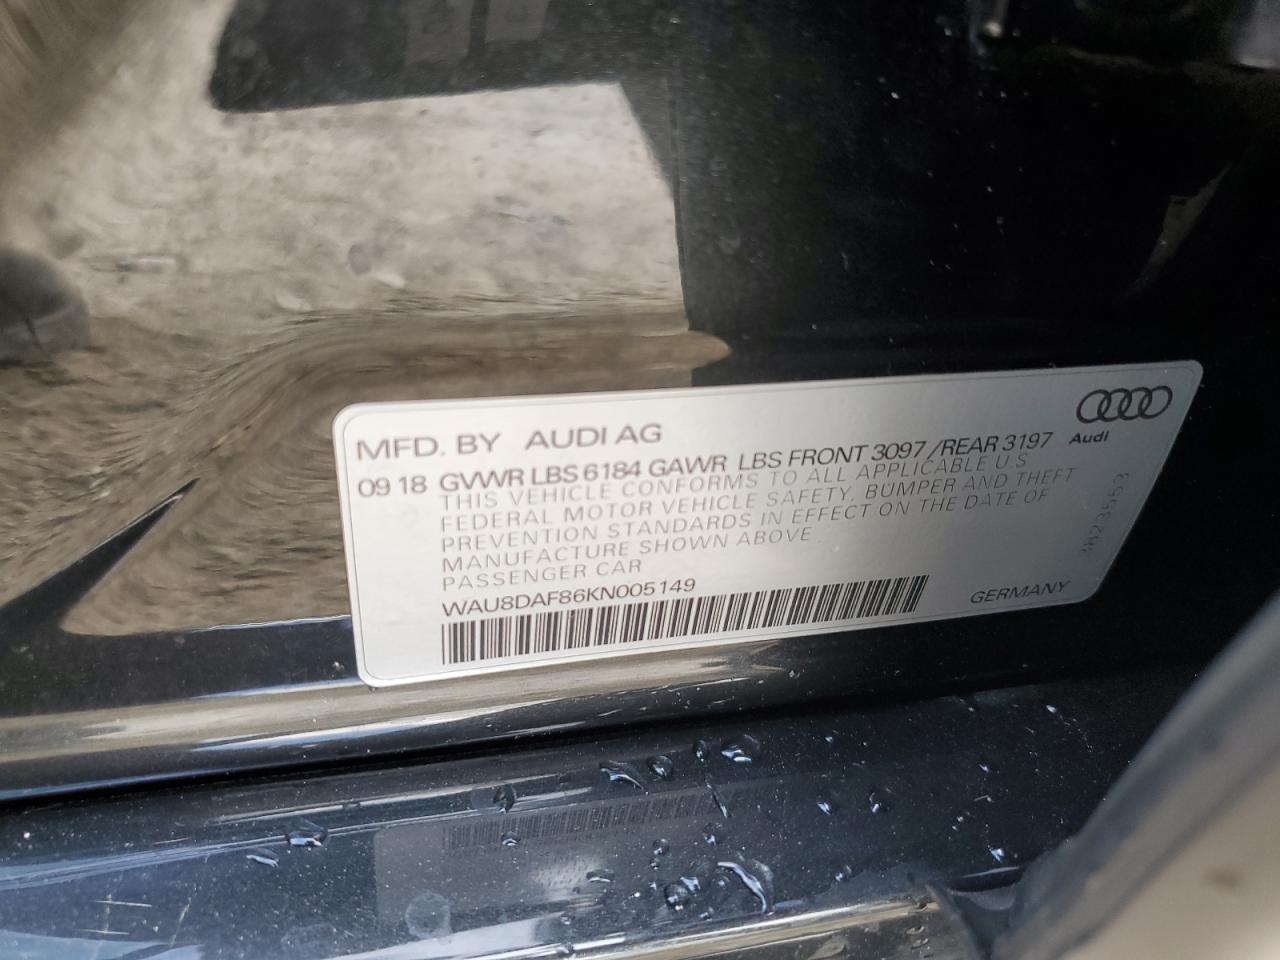 MFD. BY AUDI AG
Audi
09 18 GVWR LBS 6184 GAWR LBS FRONT 3097 / REAR 3197
THIS VEHICLE CONFORMS TO ALL APPLICABLE U.S
FEDERAL MOTOR VEHICLE SAFETY, BUMPER AND THEFT
PREVENTION STANDARDS IN EFFECT ON THE DATE OF
MANUFACTURE SHOWN ABOVE
PASSENGER CAR
WAU8DAF86KN005149
GERMANY